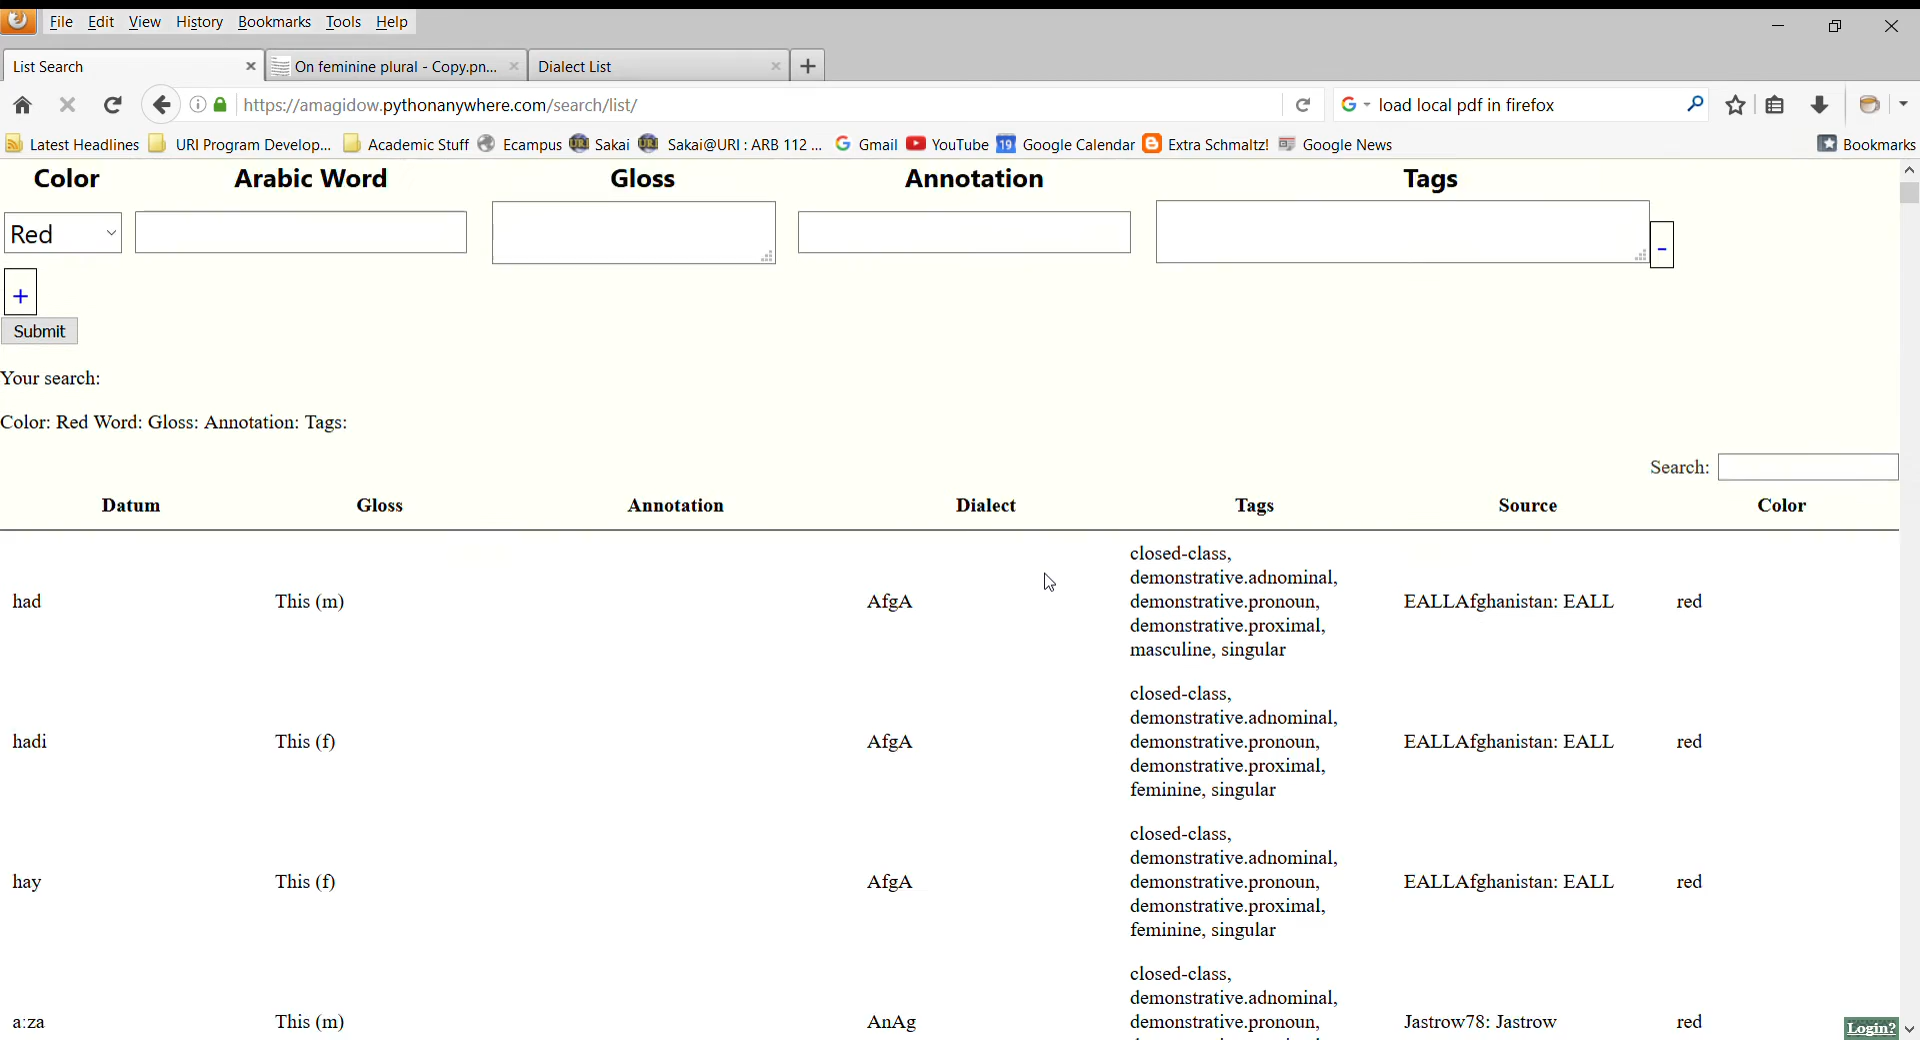 File Edit View History Bookmarks Tools Help
List Search On feminine plural - Copy.pn... Dialect List
https://amagidow.pythonanywhere.com/search/list/ load local pdf in firefox
Latest Headlines URI Program Develop... Academic Stuff Ecampus Sakai Sakai@URI : ARB 112 ... Gmail YouTube 19 Google Calendar Extra Schmaltz! Google News Bookmarks
Color Arabic Word Gloss Annotation Tags
Red -
+
Submit
Your search:
Color: Red Word: Gloss: Annotation: Tags:
Search:
Datum Gloss Annotation Dialect Tags Source Color
closed-class,
demonstrative.adnominal,
had This (m) AfgA demonstrative.pronoun, EALLAfghanistan: EALL red
demonstrative.proximal,
masculine, singular
closed-class,
demonstrative.adnominal,
hadi This (f) AfgA demonstrative.pronoun, EALLAfghanistan: EALL red
demonstrative.proximal,
feminine, singular
closed-class,
demonstrative.adnominal,
hay This (f) AfgA demonstrative.pronoun, EALLAfghanistan: EALL red
demonstrative.proximal,
feminine, singular
closed-class,
demonstrative.adnominal,
a:za This (m) AnAg demonstrative.pronoun, Jastrow78: Jastrow red
Login?